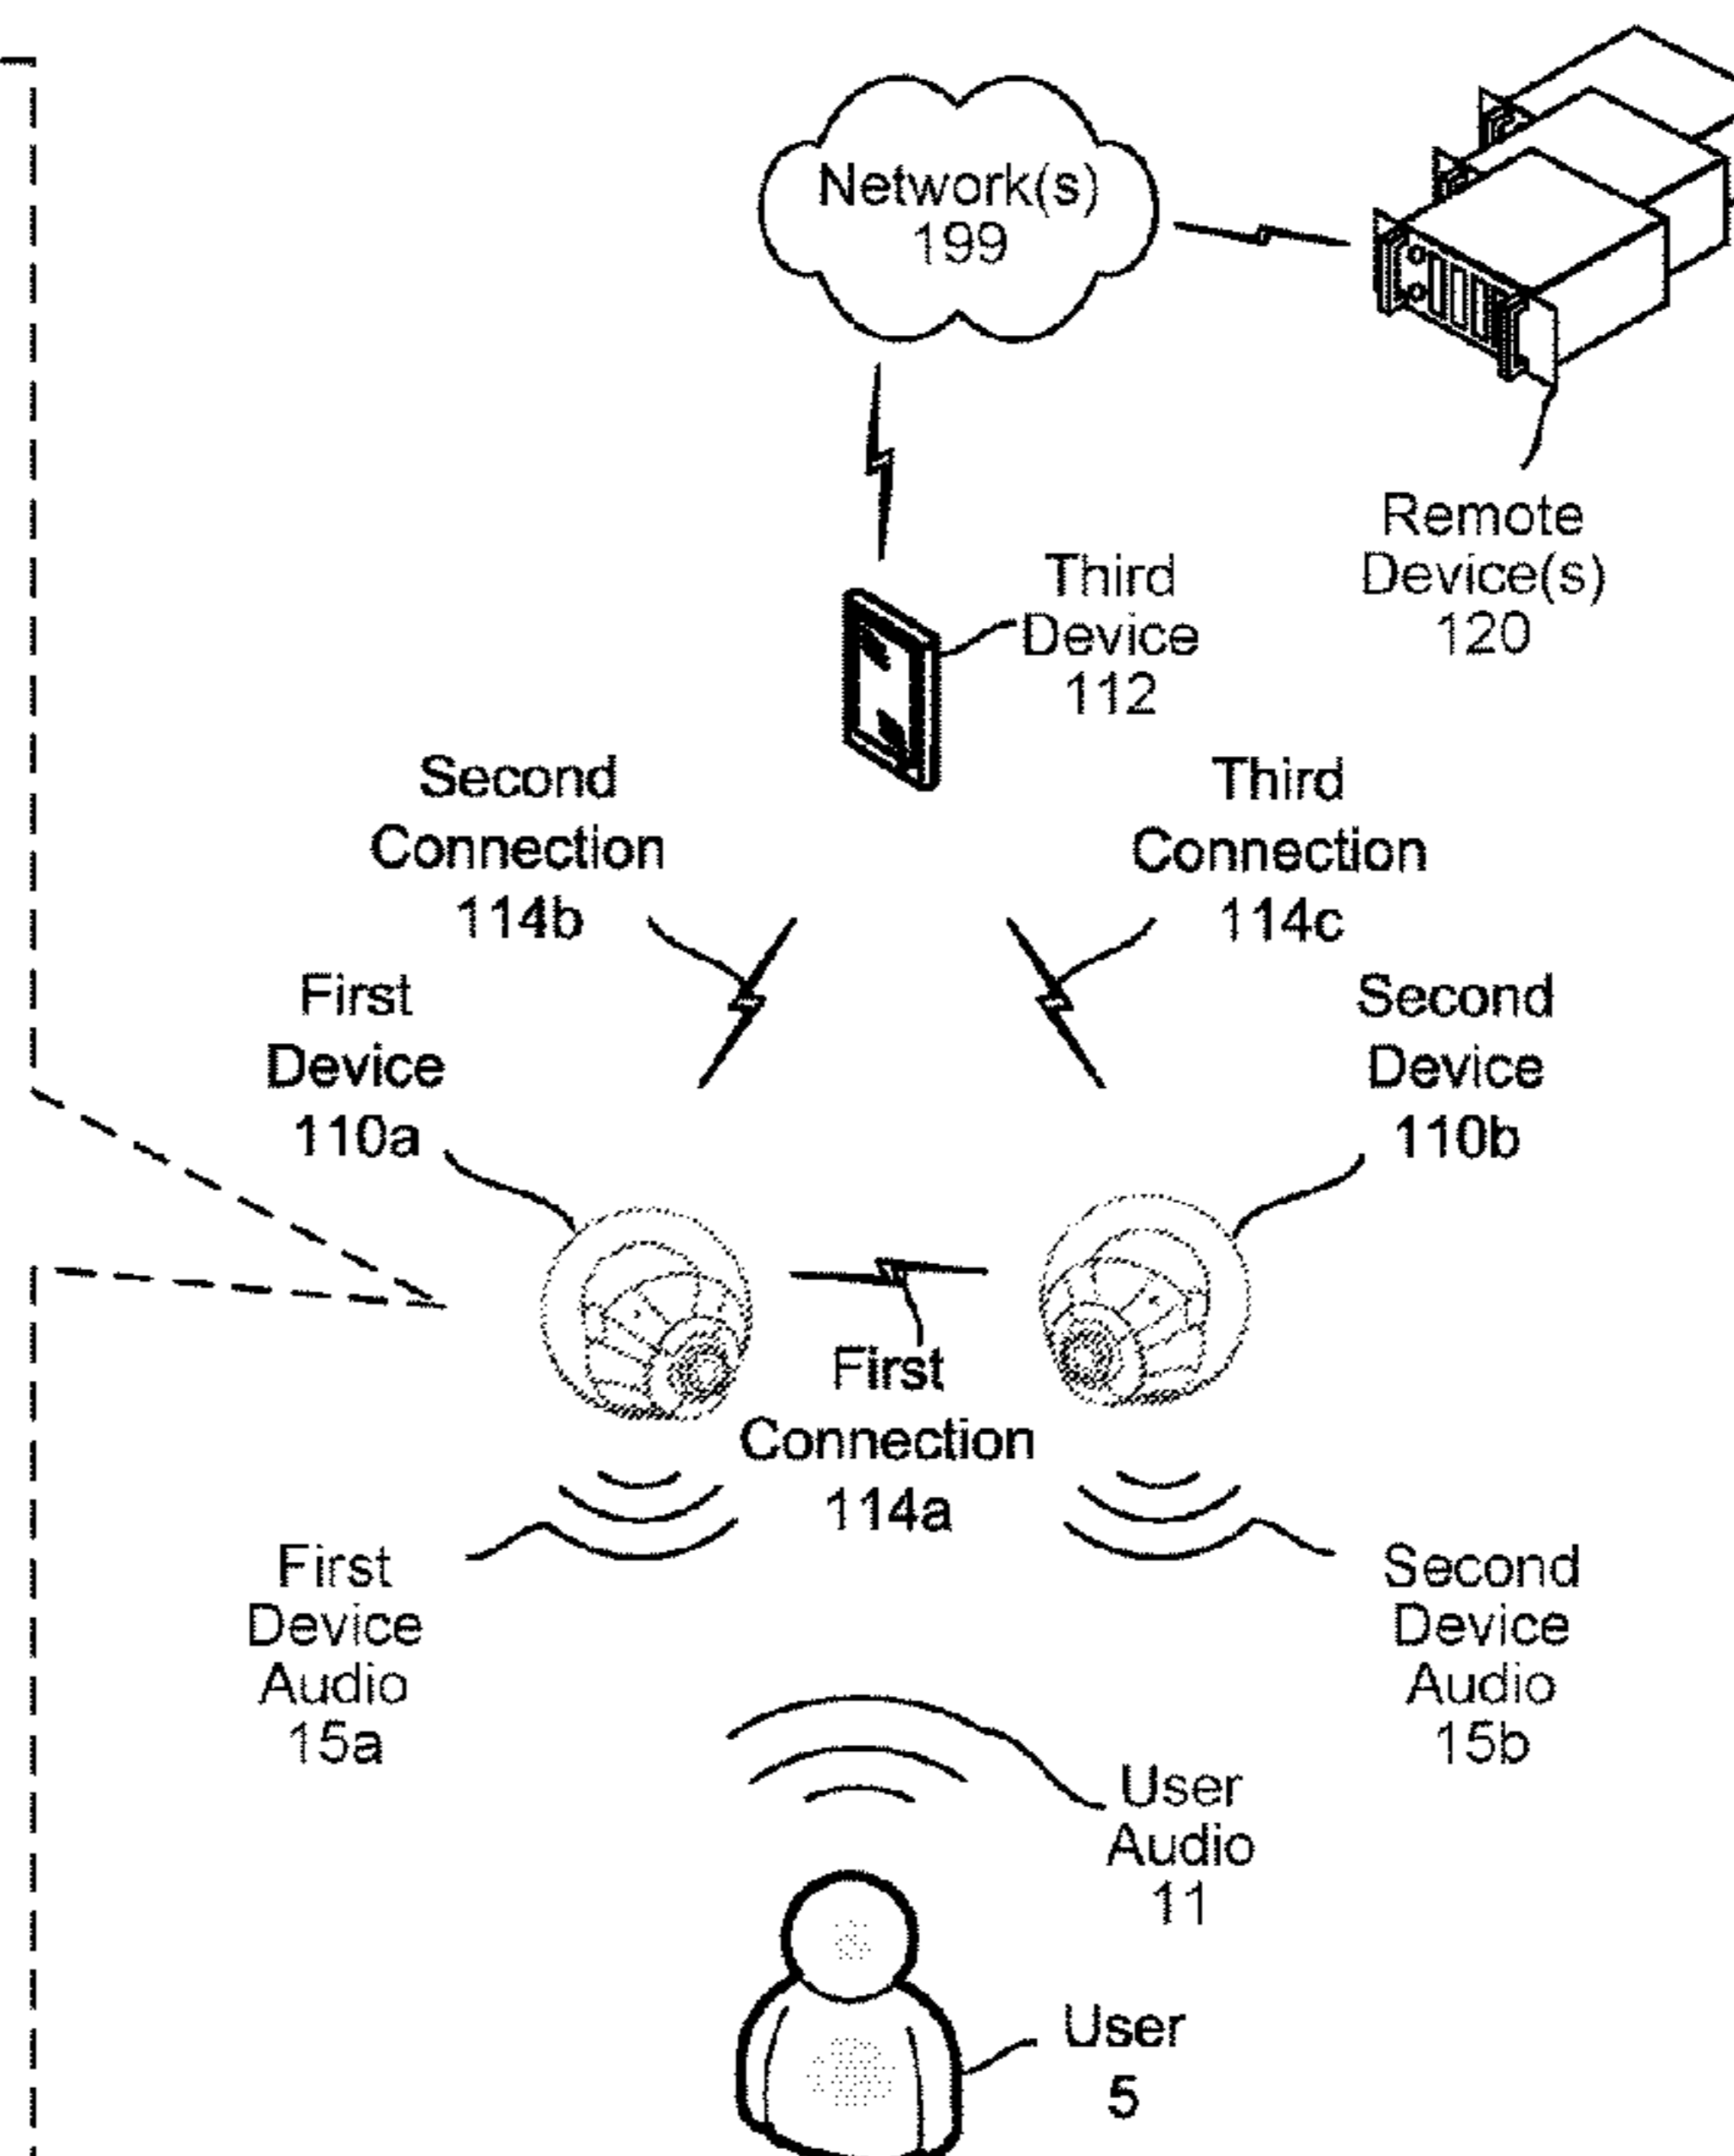 Network(s)
199
Remote
Device(s)
120
Third
Device
112
Second
Connection
114b
Third
Connection
114c
First
Device
110a
Second
Device
110b
First
Connection
114a
First
Device
Audio
15a
Second
Device
Audio
15b
User
Audio
11
User
5